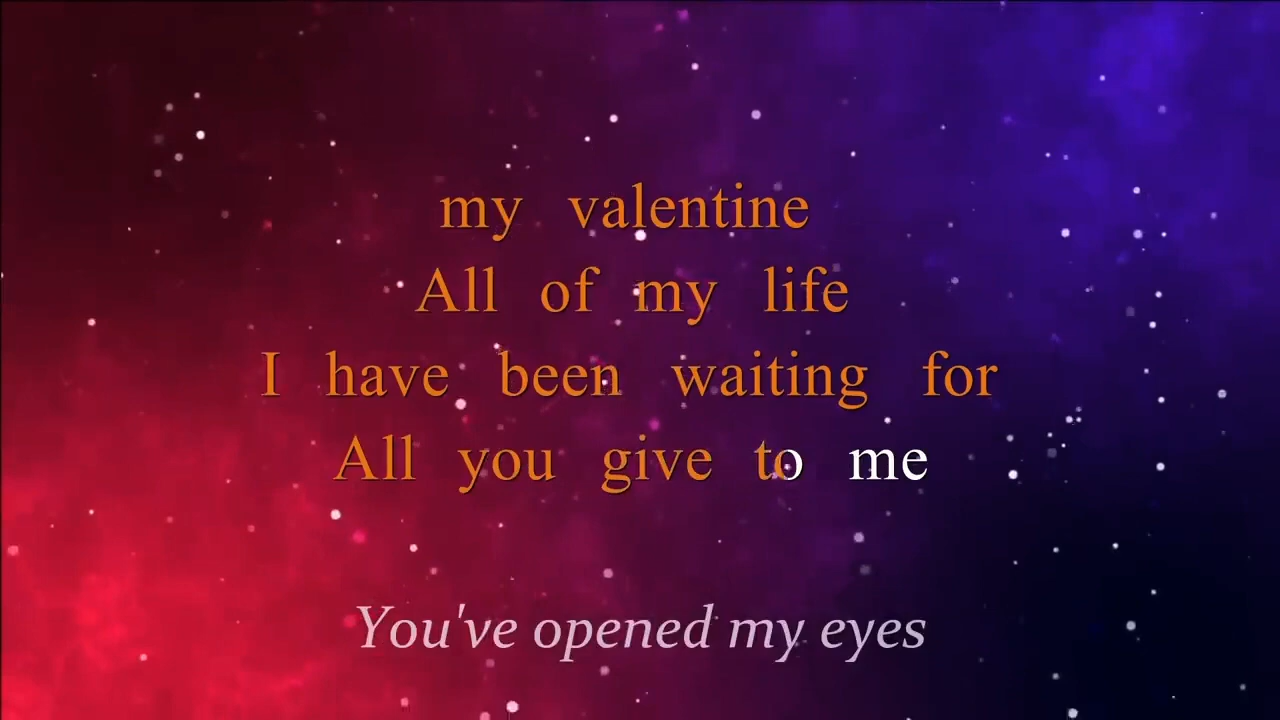 my valentine
All of my life
I have been waiting for
All you give to me
You've opened my eyes